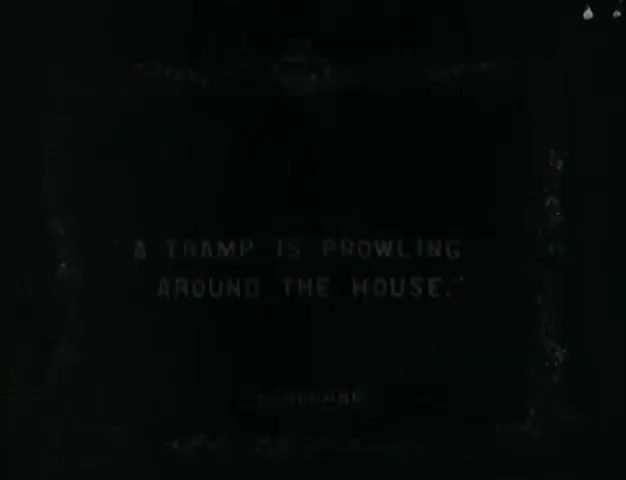 "A TRAMP IS PROWLING
AROUND THE HOUSE."